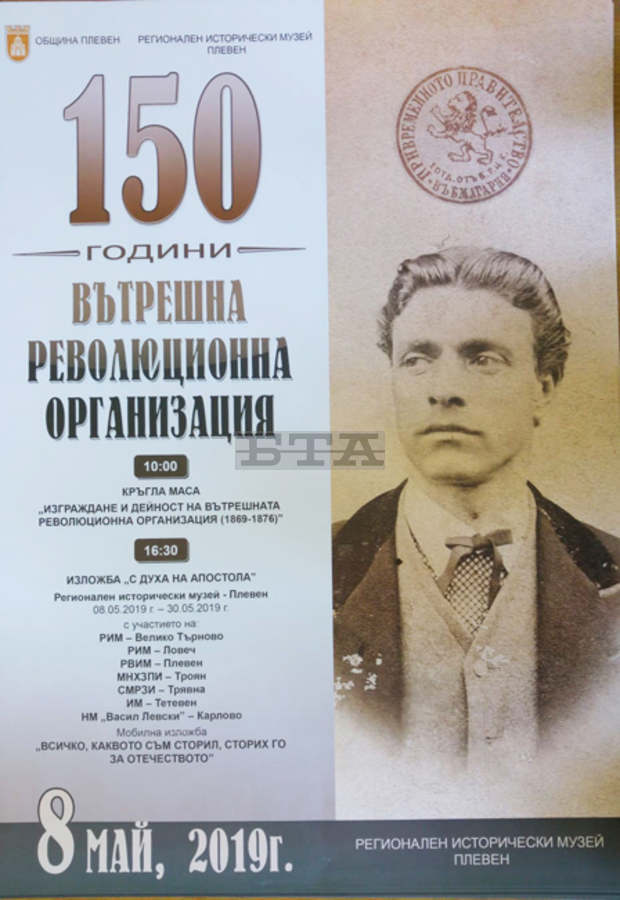 ОБЩИНА ПЛЕВЕН
РЕГИОНАЛЕН ИСТОРИЧЕСКИ МУЗЕЙ
ПЛЕВЕН
150
ГОДИНИ
ВЪТРЕШНА
РЕВОЛЮЦИОННА
ОРГАНИЗАЦИЯ
10:00
КРЪГЛА МАСА
„ИЗГРАЖДАНЕ И ДЕЙНОСТ НА ВЪТРЕШНАТА
РЕВОЛЮЦИОННА ОРГАНИЗАЦИЯ (1869-1876)"
16:30
ИЗЛОЖБА „С ДУХА НА АПОСТОЛА"
Регионален исторически музей - Плевен
08.05.2019 г. – 30.05.2019 г.
с участието на:
РИМ – Велико Търново
РИМ – Ловеч
РВИМ – Плевен
МНХЗПИ – Троян
СМРЗИ – Трявна
ИМ – Тетевен
НМ „Васил Левски" – Карлово
Мобилна изложба
„ВСИЧКО, КАКВОТО СЪМ СТОРИЛ, СТОРИХ ГО
ЗА ОТЕЧЕСТВОТО"
8 МАЙ, 2019г.
ПРИВРЕМЕННОТО ПРАВИТЕЛСТВО
ВЪ БЪЛГАРИЯ
БТА
РЕГИОНАЛЕН ИСТОРИЧЕСКИ МУЗЕЙ
ПЛЕВЕН